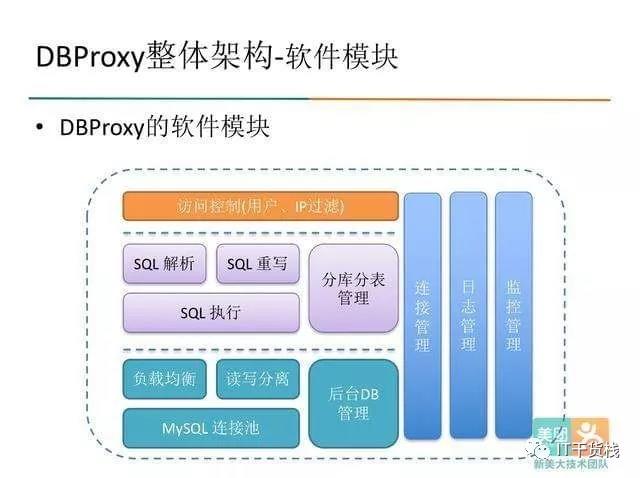 DBProxy整体架构-软件模块
• DBProxy的软件模块
访问控制(用户、IP过滤)
SQL 解析
SQL 重写
分库分表
管理
SQL 执行
负载均衡
读写分离
后台DB
管理
MySQL 连接池
连接管理
日志管理
监控管理
美团
IT干货栈
新美大技术团队